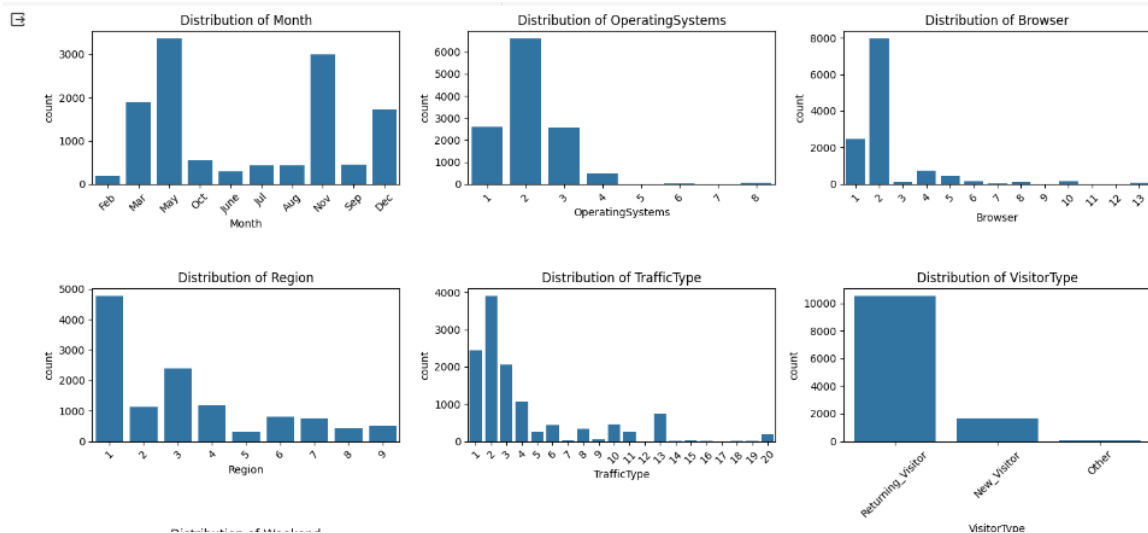 Distribution of Month
3000
2000
1000
0
count
Feb
Mar
May
Oct
June
Jul
Aug
Nov
Sep
Dec
Month
Distribution of OperatingSystems
6000
5000
4000
3000
2000
1000
0
count
1
2
3
4
5
6
7
8
OperatingSystems
Distribution of Browser
8000
6000
4000
2000
0
count
1
2
3
4
5
6
7
8
9
10
11
12
13
Browser
Distribution of Region
5000
4000
3000
2000
1000
0
count
1
2
3
4
5
6
7
8
9
Region
Distribution of TrafficType
4000
3000
2000
1000
0
count
1
2
3
4
5
6
7
8
9
10
11
12
13
14
15
16
17
18
19
20
TrafficType
Distribution of VisitorType
10000
8000
6000
4000
2000
0
count
Returning_Visitor
New_Visitor
Other
VisitorType
Distribution of Weekend